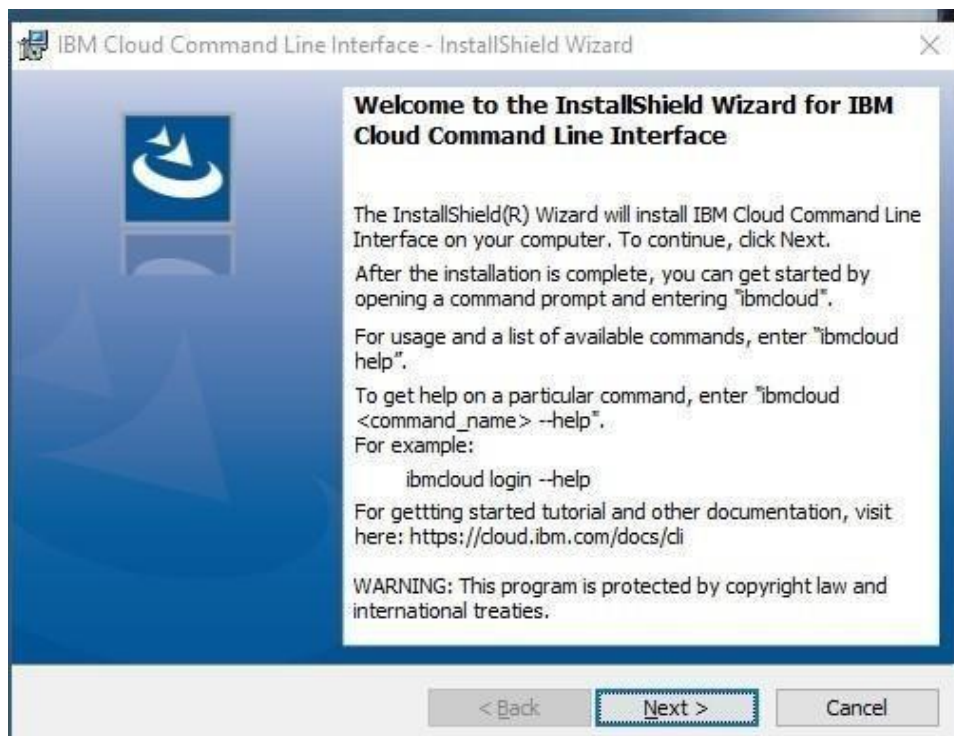 IBM Cloud Command Line Interface - InstallShield Wizard
Welcome to the InstallShield Wizard for IBM
Cloud Command Line Interface
The InstallShield(R) Wizard will install IBM Cloud Command Line
Interface on your computer. To continue, click Next.
After the installation is complete, you can get started by
opening a command prompt and entering "ibmcloud".
For usage and a list of available commands, enter “ibmcloud
help”.
To get help on a particular command, enter "ibmcloud
<command_name> --help".
For example:
ibmcloud login --help
For gettting started tutorial and other documentation, visit
here: https://cloud.ibm.com/docs/cli
WARNING: This program is protected by copyright law and
international treaties.
< Back
Next >
Cancel